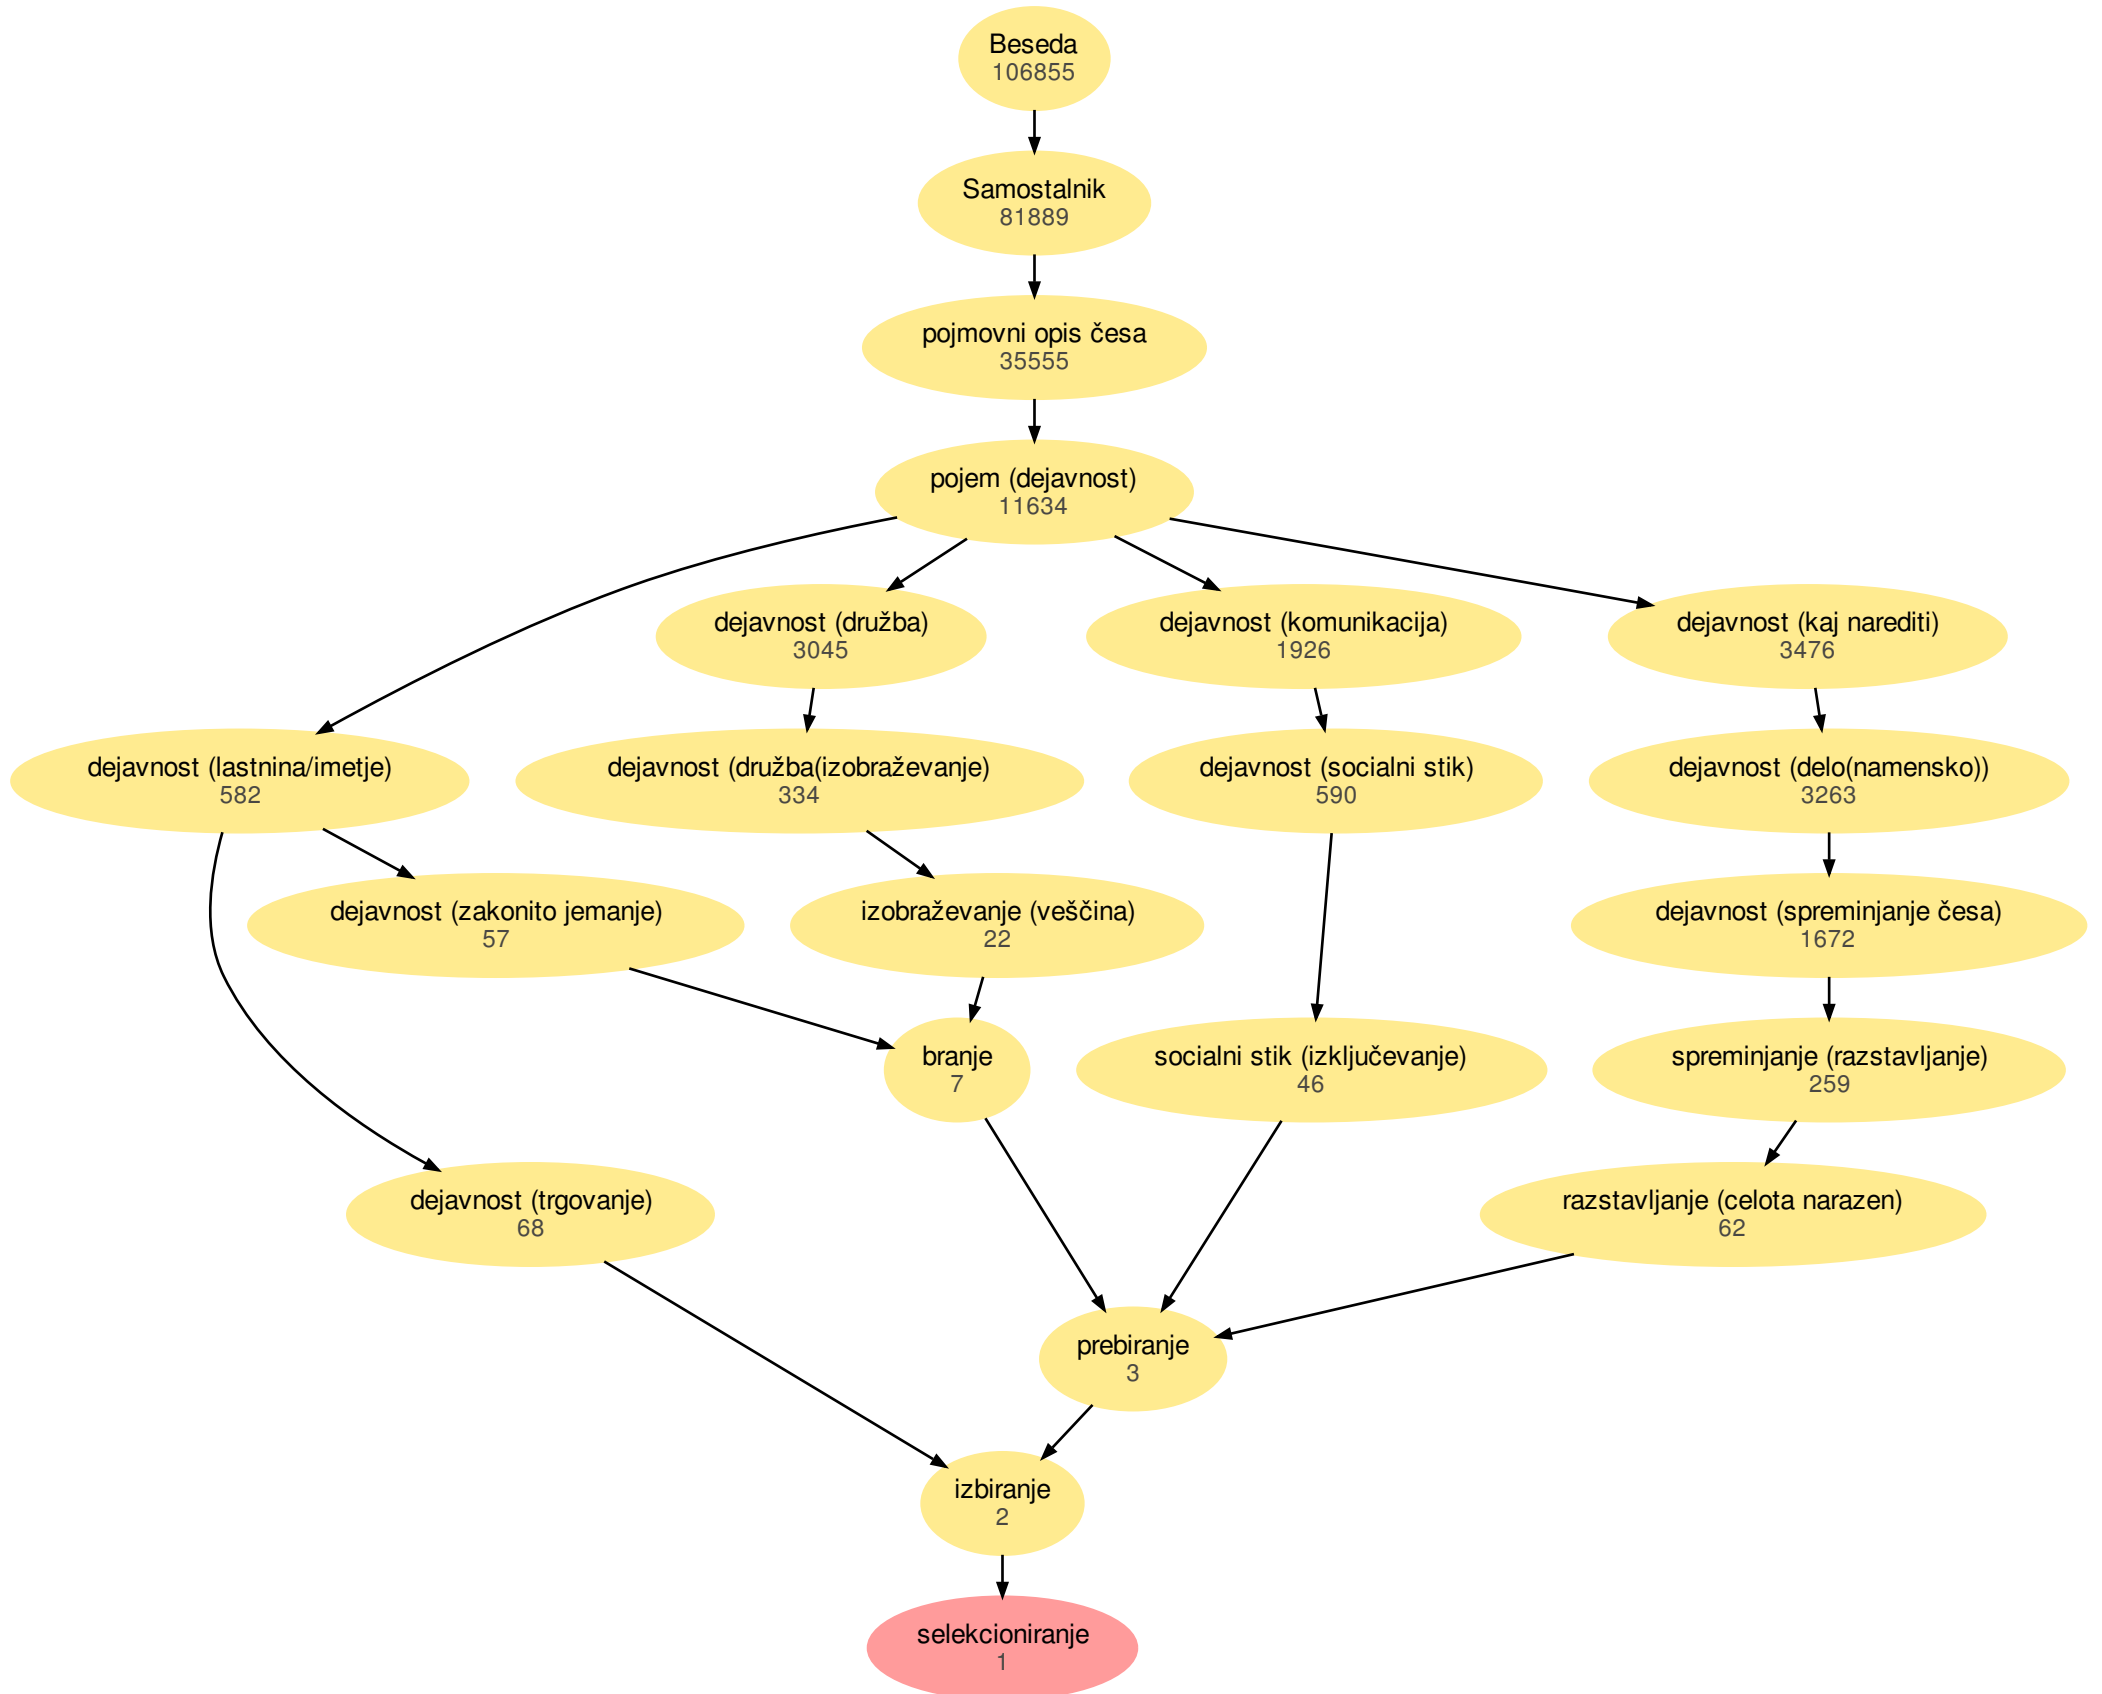 Beseda
106855
Samostalnik
81889
pojmovni opis česa
35555
pojem (dejavnost)
11634
dejavnost (družba)
3045
dejavnost (komunikacija)
1926
dejavnost (kaj narediti)
3476
dejavnost (lastnina/imetje)
582
dejavnost (družba(izobraževanje)
334
dejavnost (socialni stik)
590
dejavnost (delo(namensko))
3263
dejavnost (zakonito jemanje)
57
izobraževanje (veščina)
22
dejavnost (spreminjanje česa)
1672
branje
7
socialni stik (izključevanje)
46
spreminjanje (razstavljanje)
259
dejavnost (trgovanje)
68
razstavljanje (celota narazen)
62
prebiranje
3
izbiranje
2
selekcioniranje
1